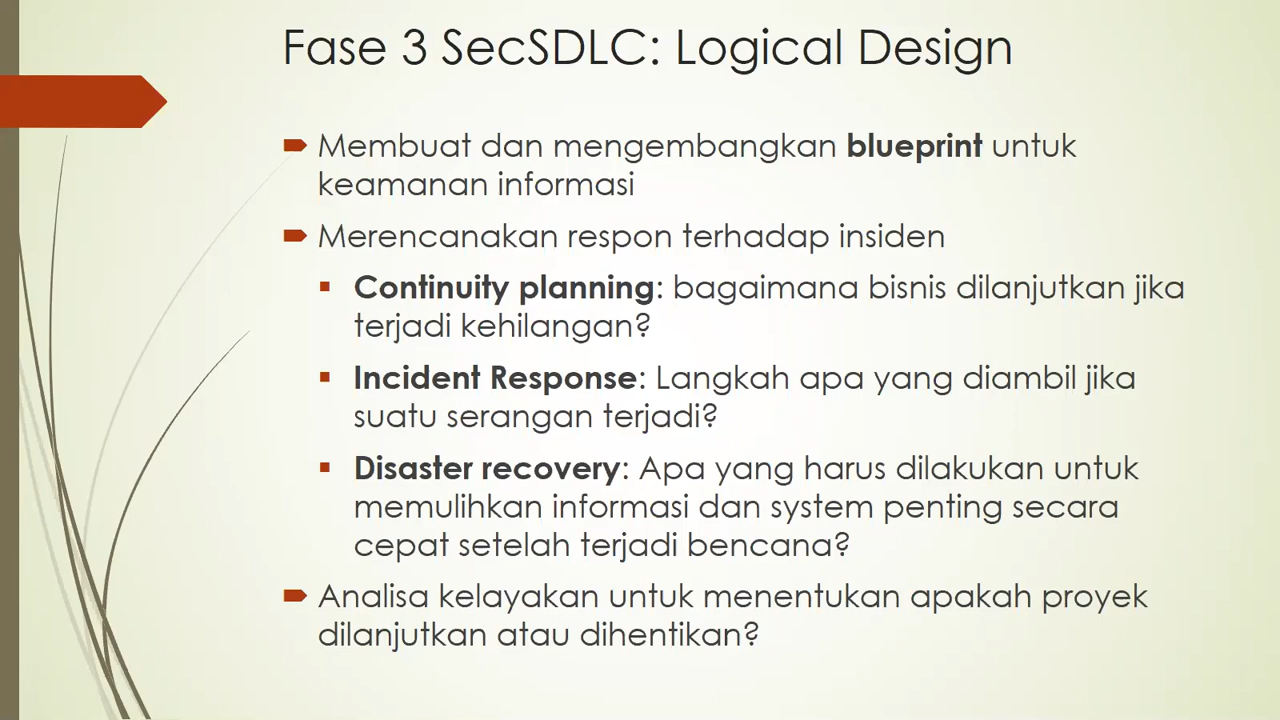 Fase 3 SecSDLC: Logical Design
Membuat dan mengembangkan blueprint untuk
keamanan informasi
Merencanakan respon terhadap insiden
Continuity planning: bagaimana bisnis dilanjutkan jika
terjadi kehilangan?
Incident Response: Langkah apa yang diambil jika
suatu serangan terjadi?
Disaster recovery: Apa yang harus dilakukan untuk
memulihkan informasi dan system penting secara
cepat setelah terjadi bencana?
Analisa kelayakan untuk menentukan apakah proyek
dilanjutkan atau dihentikan?